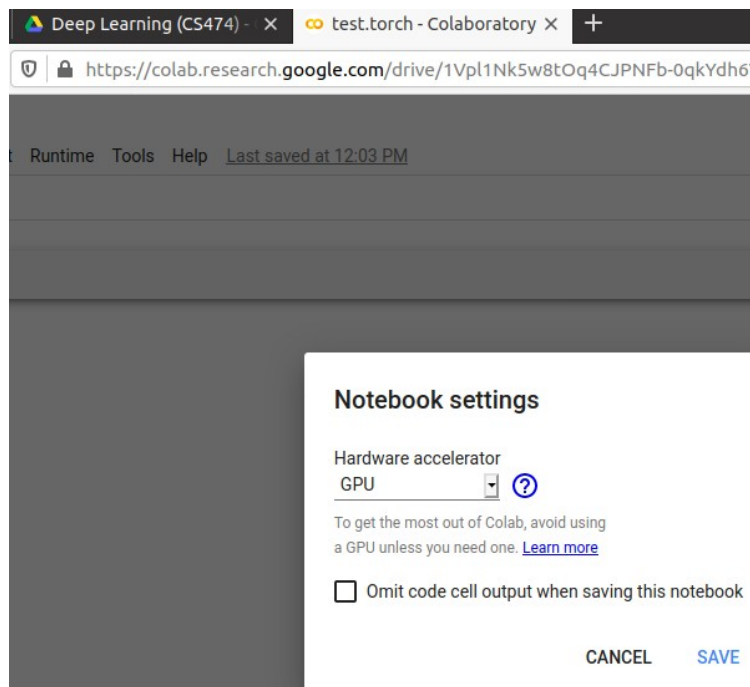 Deep Learning (CS474) -
test.torch - Colaboratory
https://colab.research.google.com/drive/1Vpl1Nk5w8tOq4CJPNFb-0qkYdh6
t Runtime Tools Help Last saved at 12:03 PM
Notebook settings
Hardware accelerator
GPU
?
To get the most out of Colab, avoid using
a GPU unless you need one. Learn more
Omit code cell output when saving this notebook
CANCEL SAVE